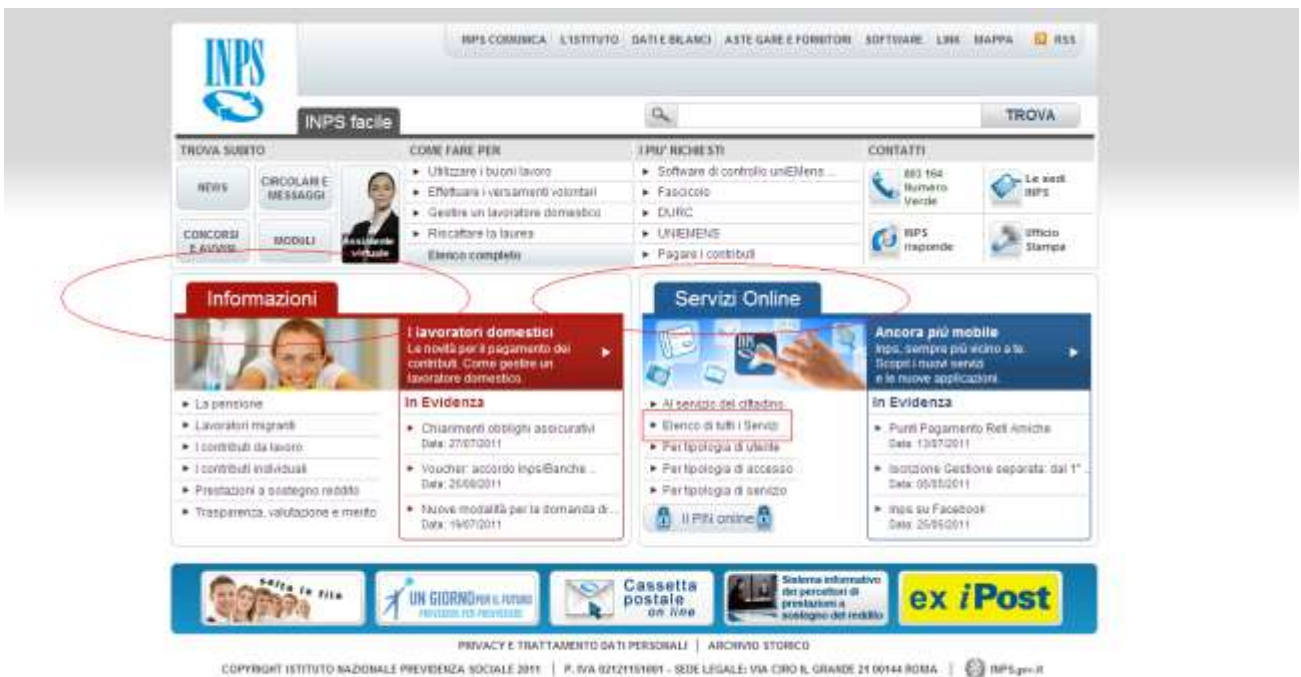 INPS COMUNICA L'ISTITUTO DATI E BILANCI ASTE GARE E FORNITORI SOFTWARE LINK MAPPA RSS
INPS
INPS facile
TROVA
TROVA SUBITO
NEWS
CIRCOLARI E
MESSAGGI
CONCORSI
E AVVISI
MODULI
Assistente
virtuale
COME FARE PER
Utilizzare i buoni lavoro
Effettuare i versamenti volontari
Gestire un lavoratore domestico
Riscattare la laurea
Elenco completo
I PIU' RICHIESTI
Software di controllo uniEMens ...
Fascicolo
DURC
UNIEMENS
Pagare i contributi
CONTATTI
803 164
Numero
Verde
Le sedi
INPS
INPS
risponde
Ufficio
Stampa
Informazioni
I lavoratori domestici
Le novità per il pagamento dei
contributi. Come gestire un
lavoratore domestico.
La pensione
Lavoratori migranti
I contributi da lavoro
I contributi individuali
Prestazioni a sostegno reddito
Trasparenza, valutazione e merito
In Evidenza
Chiarimenti obblighi assicurativi
Data: 27/07/2011
Voucher: accordo Inps/Banche ...
Data:
Nuove modalità per la domanda di...
Data: 19/07/2011
Servizi Online
INPS
Ancora più mobile
Inps, sempre più vicino a te.
Scopri i nuovi servizi
e le nuove applicazioni.
Al servizio del cittadino
Elenco di tutti i Servizi
Per tipologia di utente
Per tipologia di accesso
Per tipologia di servizio
Il PIN online
In Evidenza
Punti Pagamento Reti Amiche
Data: 13/07/2011
Iscrizione Gestione separata: dal 1° ...
Data:
Inps su Facebook
Data: 25/05/2011
salta la fila
UN GIORNO PER IL FUTURO
PREVIDENZA PER PROVVEDERE
Cassetta
postale
on line
Sistema informativo
dei percettori di
prestazioni a
sostegno del reddito
ex iPost
PRIVACY E TRATTAMENTO DATI PERSONALI | ARCHIVIO STORICO
COPYRIGHT ISTITUTO NAZIONALE PREVIDENZA SOCIALE 2011 | P. IVA 02121151001 - SEDE LEGALE: VIA CIRO IL GRANDE 21 00144 ROMA | INPS.gov.it